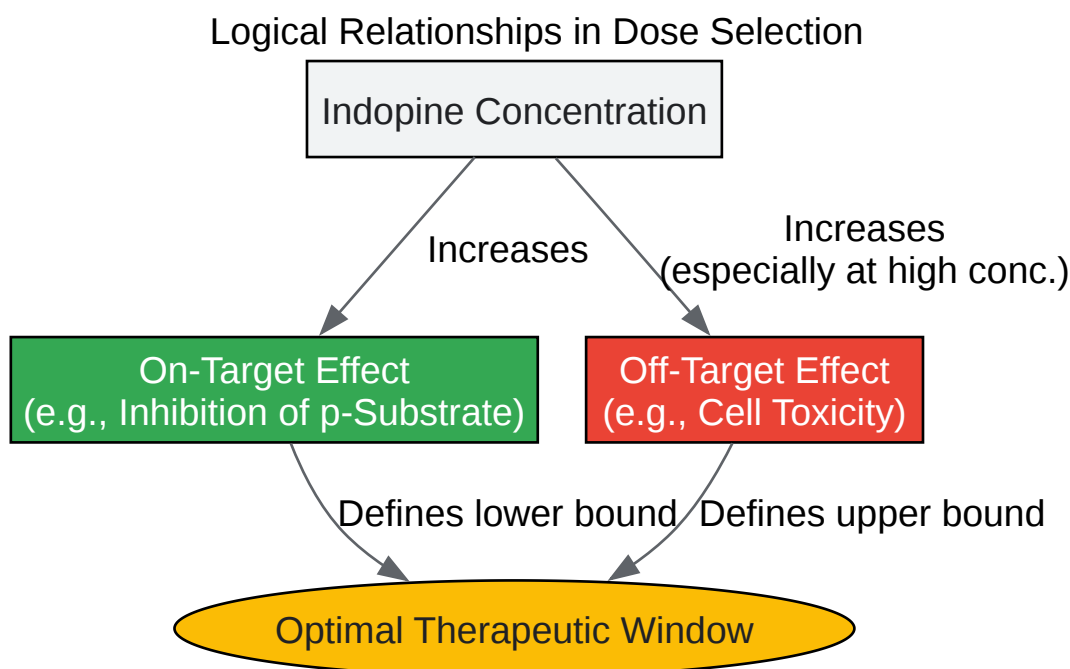 Logical Relationships in Dose Selection
Indopine Concentration
Increases
Increases
(especially at high conc.)
On-Target Effect
(e.g., Inhibition of p-Substrate)
Off-Target Effect
(e.g., Cell Toxicity)
Defines lower bound
Defines upper bound
Optimal Therapeutic Window